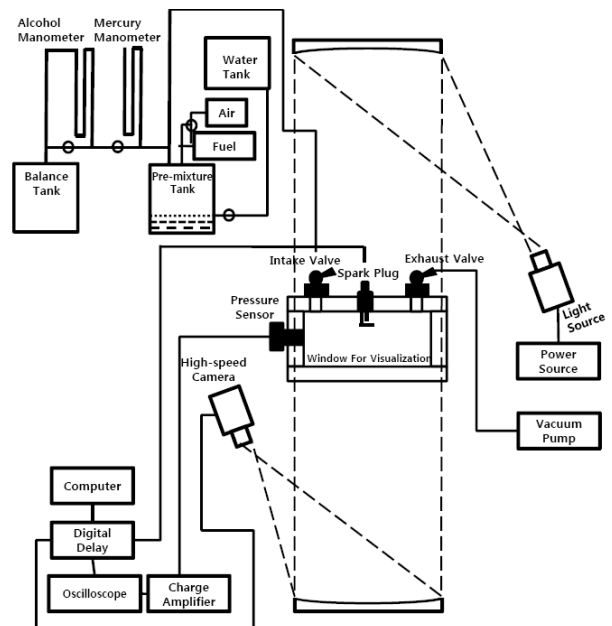 Alcohol
Manometer
Mercury
Manometer
Water
Tank
Air
Fuel
Balance
Tank
Pre-mixture
Tank
Intake Valve
Spark Plug
Exhaust Valve
Light
Source
Pressure
Sensor
Window For Visualization
Power
Source
High-speed
Camera
Vacuum
Pump
Computer
Digital
Delay
Oscilloscope
Charge
Amplifier